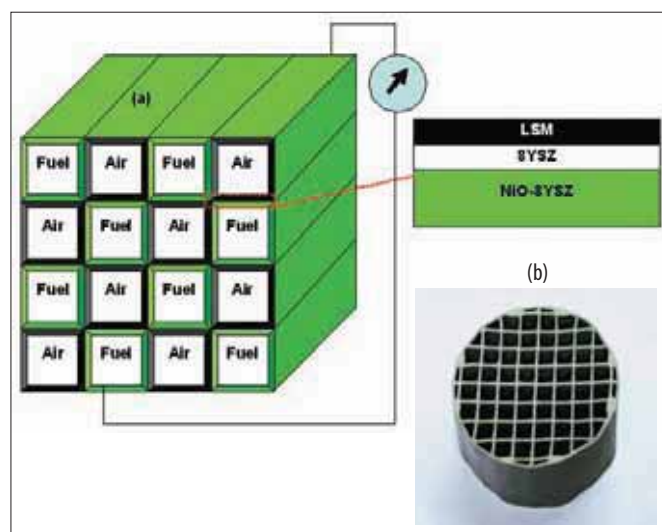 (a)
Fuel Air Fuel Air
Air Fuel Air Fuel
Fuel Air Fuel Air
Air Fuel Air Fuel
LSM
8YSZ
NiO-8YSZ
(b)